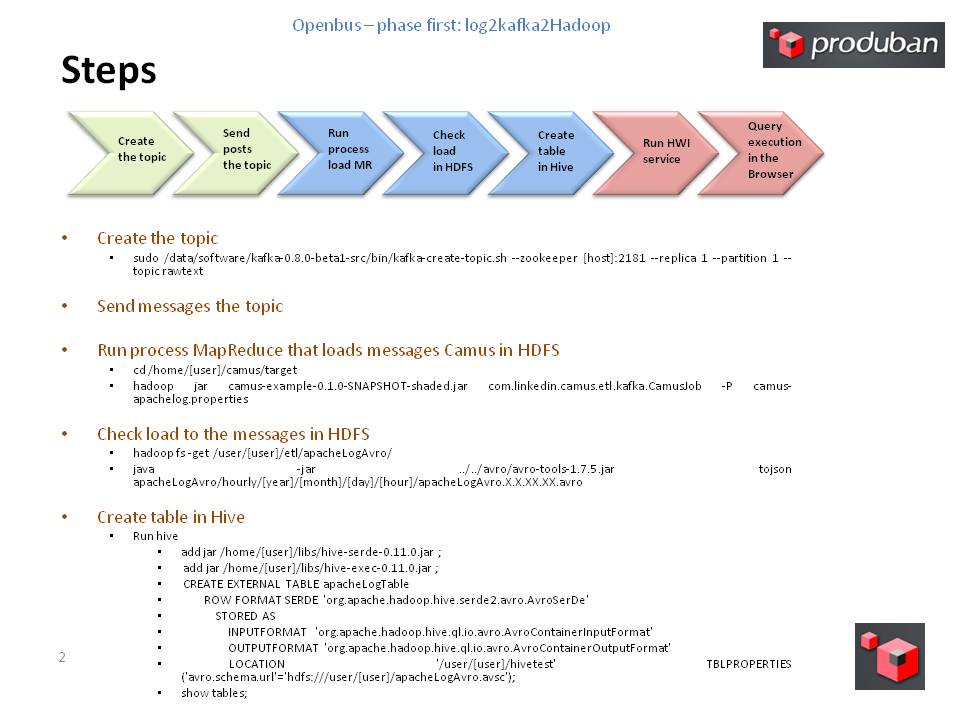 Openbus – phase first: log2kafka2Hadoop
produban
Steps
Create
the topic
Send
posts
the topic
Run
process
load MR
Check
load
in HDFS
Create
table
in Hive
Run HWI
service
Query
execution
in the
Browser
• Create the topic
▪ sudo /data/software/kafka-0.8.0-beta1-src/bin/kafka-create-topic.sh --zookeeper [host]:2181 --replica 1 --partition 1 --
topic rawtext
• Send messages the topic
• Run process MapReduce that loads messages Camus in HDFS
▪ cd /home/[user]/camus/target
▪ hadoop jar camus-example-0.1.0-SNAPSHOT-shaded.jar com.linkedin.camus.etl.kafka.CamusJob -P camus-
apachelog.properties
• Check load to the messages in HDFS
▪ hadoop fs -get /user/[user]/etl/apacheLogAvro/
▪ java -jar ../../avro/avro-tools-1.7.5.jar tojson
apacheLogAvro/hourly/[year]/[month]/[day]/[hour]/apacheLogAvro.X.X.XX.XX.avro
• Create table in Hive
▪ Run hive
▪ add jar /home/[user]/libs/hive-serde-0.11.0.jar ;
▪ add jar /home/[user]/libs/hive-exec-0.11.0.jar ;
▪ CREATE EXTERNAL TABLE apacheLogTable
▪ ROW FORMAT SERDE 'org.apache.hadoop.hive.serde2.avro.AvroSerDe'
▪ STORED AS
▪ INPUTFORMAT 'org.apache.hadoop.hive.ql.io.avro.AvroContainerInputFormat'
▪ OUTPUTFORMAT 'org.apache.hadoop.hive.ql.io.avro.AvroContainerOutputFormat'
▪ LOCATION '/user/[user]/hivetest' TBLPROPERTIES
('avro.schema.url'='hdfs:///user/[user]/apacheLogAvro.avsc');
▪ show tables;
2